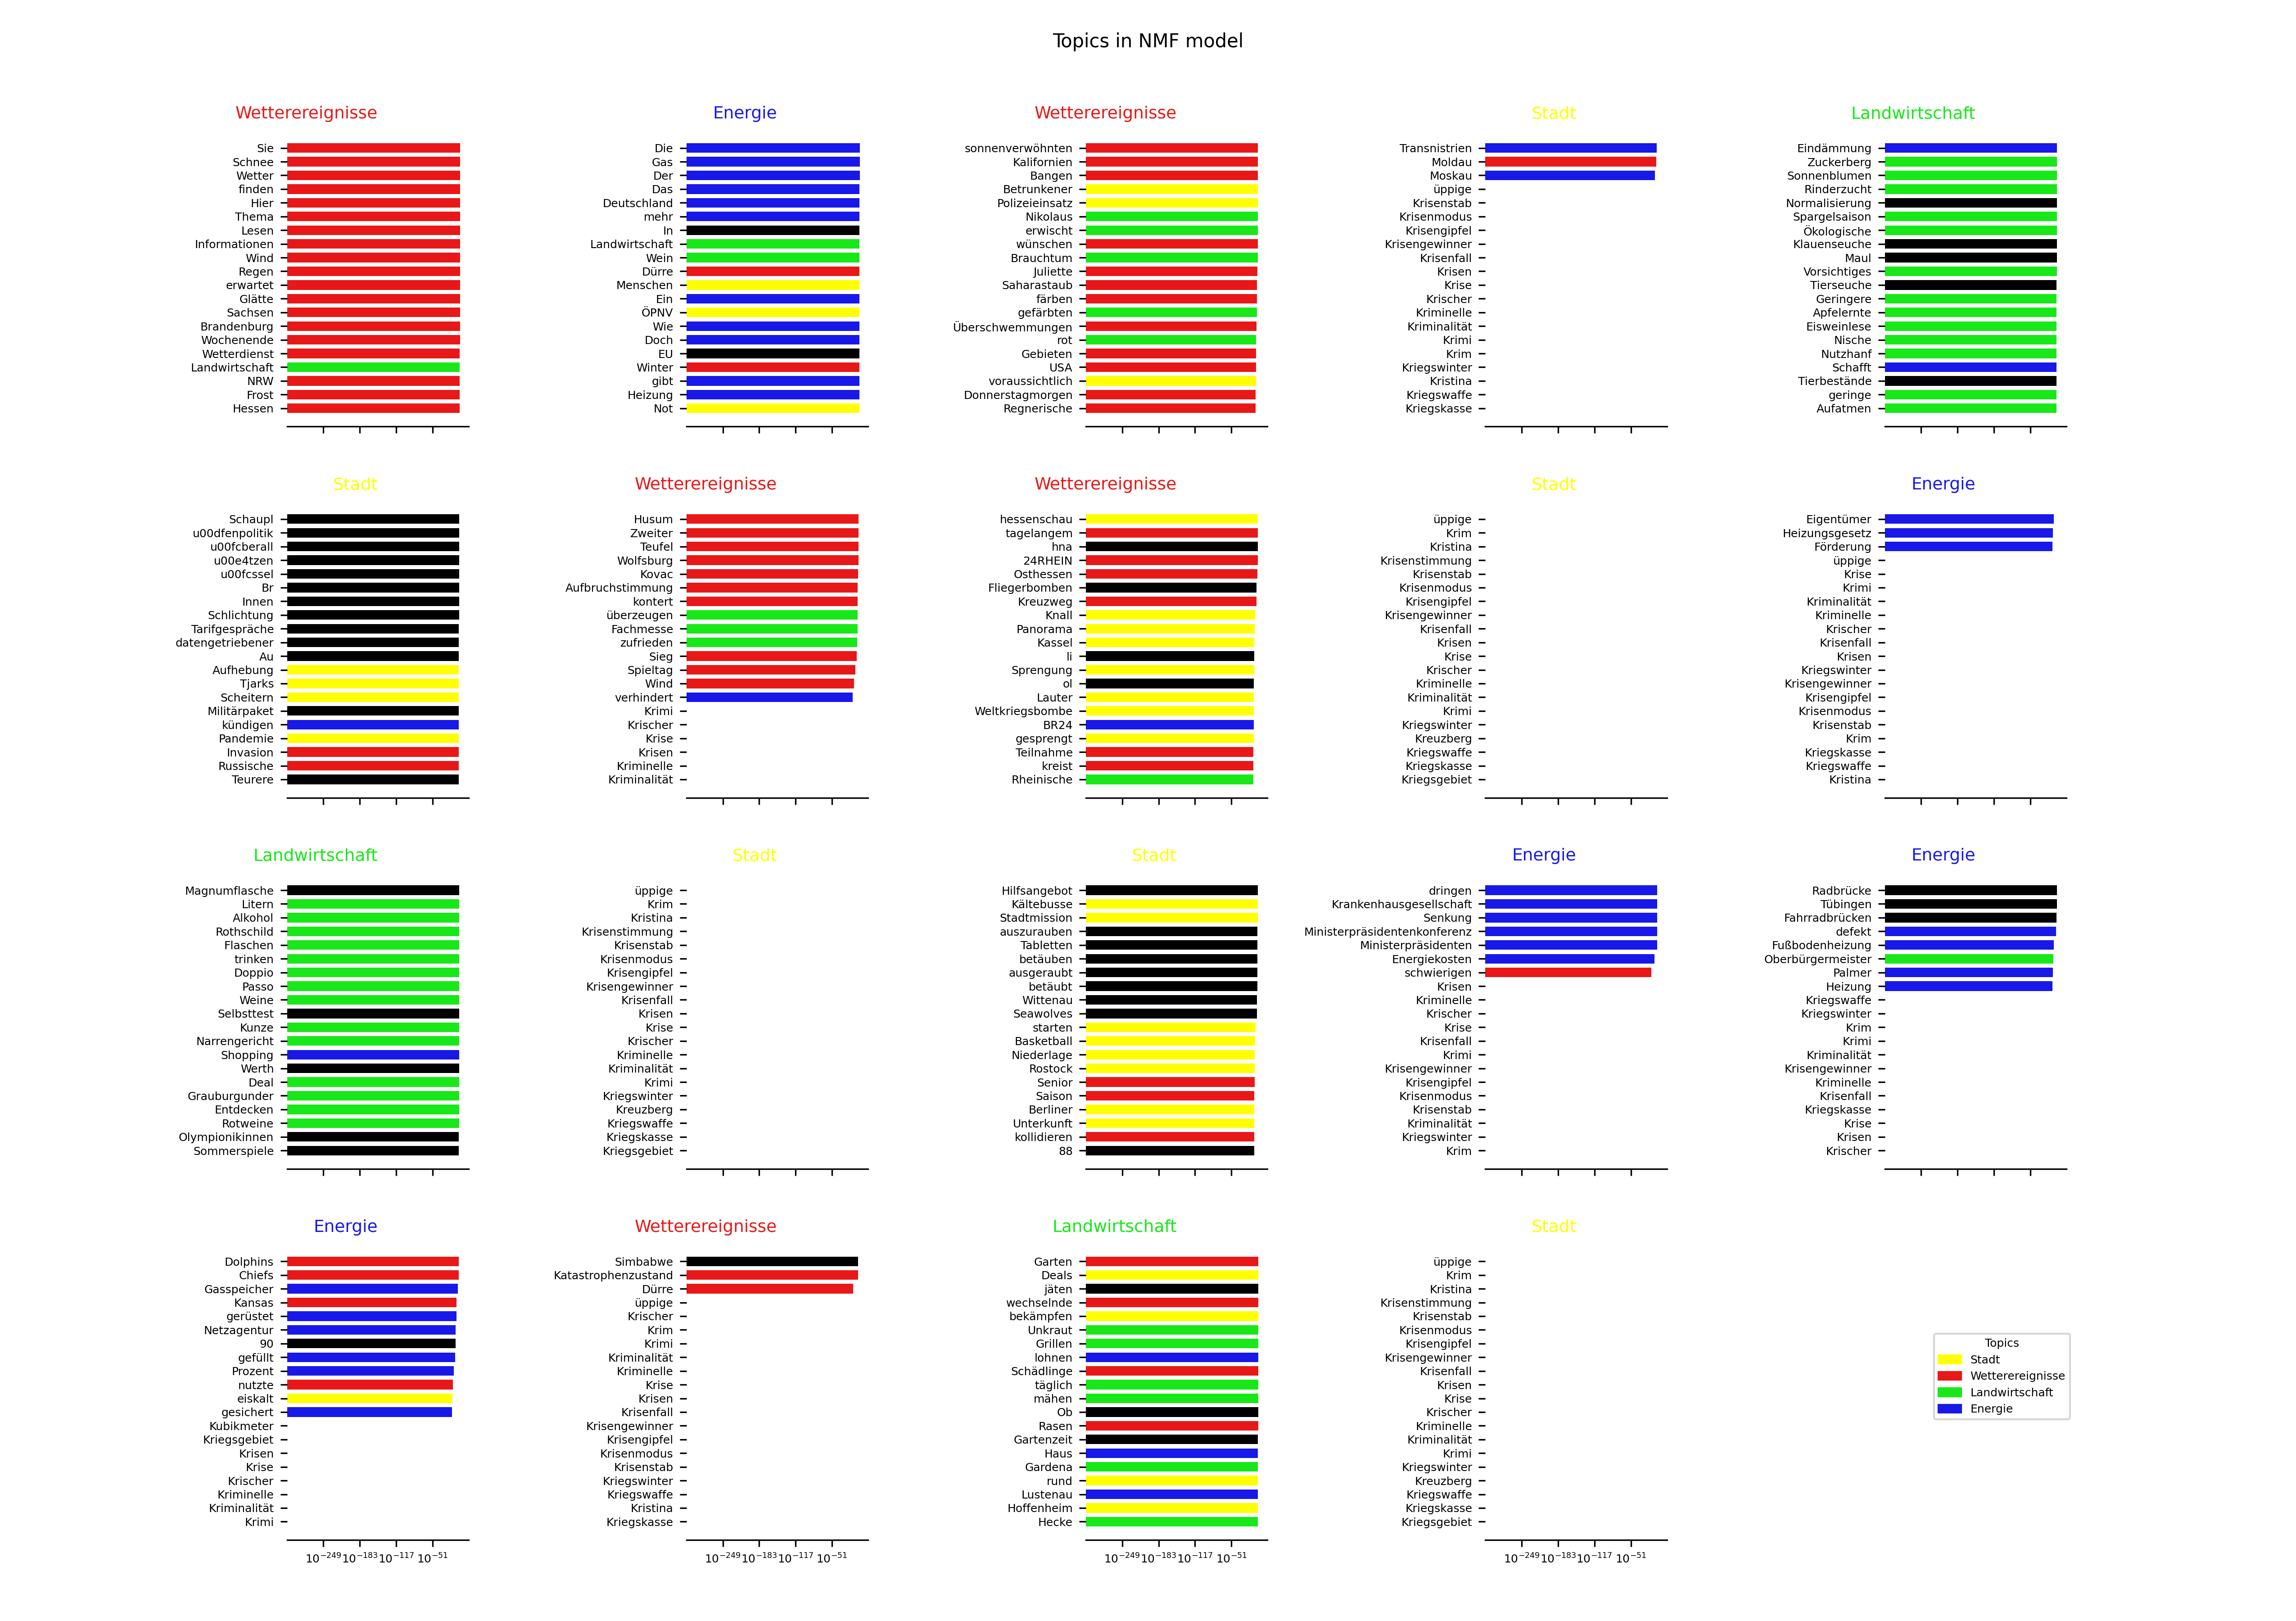 Topics in NMF model
Wetterereignisse
Sie
Schnee
Wetter
finden
Hier
Thema
Lesen
Informationen
Wind
Regen
erwartet
Glätte
Sachsen
Brandenburg
Wochenende
Wetterdienst
Landwirtschaft
NRW
Frost
Hessen
Energie
Die
Gas
Der
Das
Deutschland
mehr
In
Landwirtschaft
Wein
Dürre
Menschen
Ein
ÖPNV
Wie
Doch
EU
Winter
gibt
Heizung
Not
Wetterereignisse
sonnenverwöhnten
Kalifornien
Bangen
Betrunkener
Polizeieinsatz
Nikolaus
erwischt
wünschen
Brauchtum
Juliette
Saharastaub
färben
gefärbten
Überschwemmungen
rot
Gebieten
USA
voraussichtlich
Donnerstagmorgen
Regnerische
Stadt
Transnistrien
Moldau
Moskau
üppige
Krisenstab
Krisenmodus
Krisengipfel
Krisengewinner
Krisenfall
Krisen
Krise
Krischer
Kriminelle
Kriminalität
Krimi
Krim
Kriegswinter
Kristina
Kriegswaffe
Kriegskasse
Landwirtschaft
Eindämmung
Zuckerberg
Sonnenblumen
Rinderzucht
Normalisierung
Spargelsaison
Ökologische
Klauenseuche
Maul
Vorsichtiges
Tierseuche
Geringere
Apfelernte
Eisweinlese
Nische
Nutzhanf
Schafft
Tierbestände
geringe
Aufatmen
Stadt
Schaupl
u00dfenpolitik
u00fcberall
u00e4tzen
u00fcssel
Br
Innen
Schlichtung
Tarifgespräche
datengetriebener
Au
Aufhebung
Tjarks
Scheitern
Militärpaket
kündigen
Pandemie
Invasion
Russische
Teurere
Wetterereignisse
Husum
Zweiter
Teufel
Wolfsburg
Kovac
Aufbruchstimmung
kontert
überzeugen
Fachmesse
zufrieden
Sieg
Spieltag
Wind
verhindert
Krimi
Krischer
Krise
Krisen
Kriminelle
Kriminalität
Wetterereignisse
hessenschau
tagelangem
hna
24RHEIN
Osthessen
Fliegerbomben
Kreuzweg
Knall
Panorama
Kassel
li
Sprengung
ol
Lauter
Weltkriegsbombe
BR24
gesprengt
Teilnahme
kreist
Rheinische
Stadt
üppige
Krim
Kristina
Krisenstimmung
Krisenstab
Krisenmodus
Krisengipfel
Krisengewinner
Krisenfall
Krisen
Krise
Krischer
Kriminelle
Kriminalität
Krimi
Kriegswinter
Kreuzberg
Kriegswaffe
Kriegskasse
Kriegsgebiet
Energie
Eigentümer
Heizungsgesetz
Förderung
üppige
Krise
Krimi
Kriminalität
Kriminelle
Krischer
Krisenfall
Krisen
Kriegswinter
Krisengewinner
Krisengipfel
Krisenmodus
Krisenstab
Krim
Kriegskasse
Kriegswaffe
Kristina
Landwirtschaft
Magnumflasche
Litern
Alkohol
Rothschild
Flaschen
trinken
Doppio
Passo
Weine
Selbsttest
Kunze
Narrengericht
Shopping
Werth
Deal
Grauburgunder
Entdecken
Rotweine
Olympionikinnen
Sommerspiele
Stadt
üppige
Krim
Kristina
Krisenstimmung
Krisenstab
Krisenmodus
Krisengipfel
Krisengewinner
Krisenfall
Krisen
Krise
Krischer
Kriminelle
Kriminalität
Krimi
Kriegswinter
Kreuzberg
Kriegswaffe
Kriegskasse
Kriegsgebiet
Stadt
Hilfsangebot
Kältebusse
Stadtmission
auszurauben
Tabletten
betäuben
ausgeraubt
betäubt
Wittenau
Seawolves
starten
Basketball
Niederlage
Rostock
Senior
Saison
Berliner
Unterkunft
kollidieren
88
Energie
dringen
Krankenhausgesellschaft
Senkung
Ministerpräsidentenkonferenz
Ministerpräsidenten
Energiekosten
schwierigen
Krisen
Kriminelle
Krischer
Krise
Krisenfall
Krimi
Krisengewinner
Krisengipfel
Krisenmodus
Krisenstab
Kriminalität
Kriegswinter
Krim
Energie
Radbrücke
Tübingen
Fahrradbrücken
defekt
Fußbodenheizung
Oberbürgermeister
Palmer
Heizung
Kriegswaffe
Kriegswinter
Krim
Krimi
Kriminalität
Krisengewinner
Kriminelle
Krisenfall
Kriegskasse
Krise
Krisen
Krischer
Energie
Dolphins
Chiefs
Gasspeicher
Kansas
gerüstet
Netzagentur
90
gefüllt
Prozent
nutzte
eiskalt
gesichert
Kubikmeter
Kriegsgebiet
Krisen
Krise
Krischer
Kriminelle
Kriminalität
Krimi
10^-249 10^-183 10^-117 10^-51
Wetterereignisse
Simbabwe
Katastrophenzustand
Dürre
üppige
Krischer
Krim
Krimi
Kriminalität
Kriminelle
Krise
Krisen
Krisenfall
Krisengewinner
Krisengipfel
Krisenmodus
Krisenstab
Kriegswinter
Kriegswaffe
Kristina
Kriegskasse
10^-249 10^-183 10^-117 10^-51
Landwirtschaft
Garten
Deals
jäten
wechselnde
bekämpfen
Unkraut
Grillen
lohnen
Schädlinge
täglich
mähen
Ob
Rasen
Gartenzeit
Haus
Gardena
rund
Lustenau
Hoffenheim
Hecke
10^-249 10^-183 10^-117 10^-51
Stadt
üppige
Krim
Kristina
Krisenstimmung
Krisenstab
Krisenmodus
Krisengipfel
Krisengewinner
Krisenfall
Krisen
Krise
Krischer
Kriminelle
Kriminalität
Krimi
Kriegswinter
Kreuzberg
Kriegswaffe
Kriegskasse
Kriegsgebiet
10^-249 10^-183 10^-117 10^-51
Topics
Stadt
Wetterereignisse
Landwirtschaft
Energie